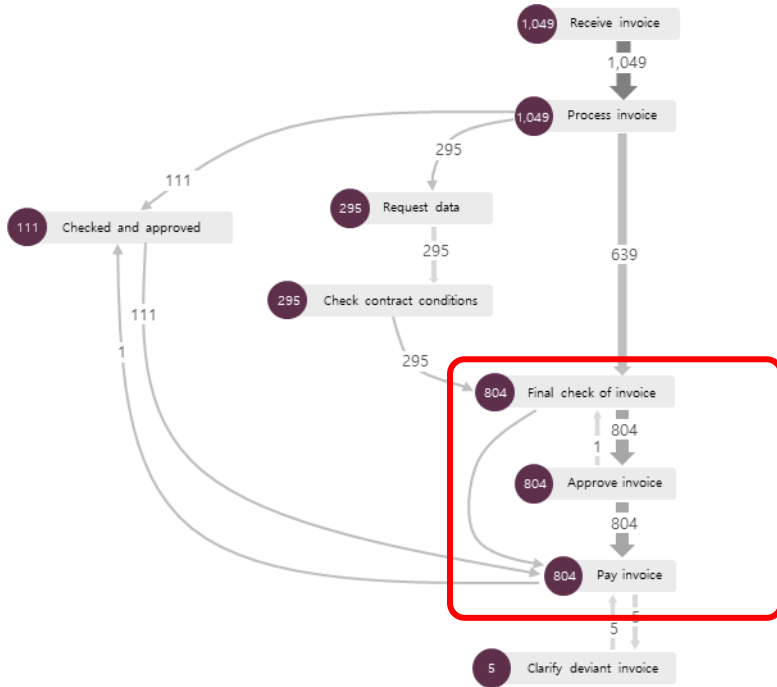 1,049 Receive invoice
1,049
1,049 Process invoice
295
111
295 Request data
111 Checked and approved
295
639
295 Check contract conditions
111
1
295
804 Final check of invoice
804
1
804 Approve invoice
804
804 Pay invoice
5
5
5 Clarify deviant invoice